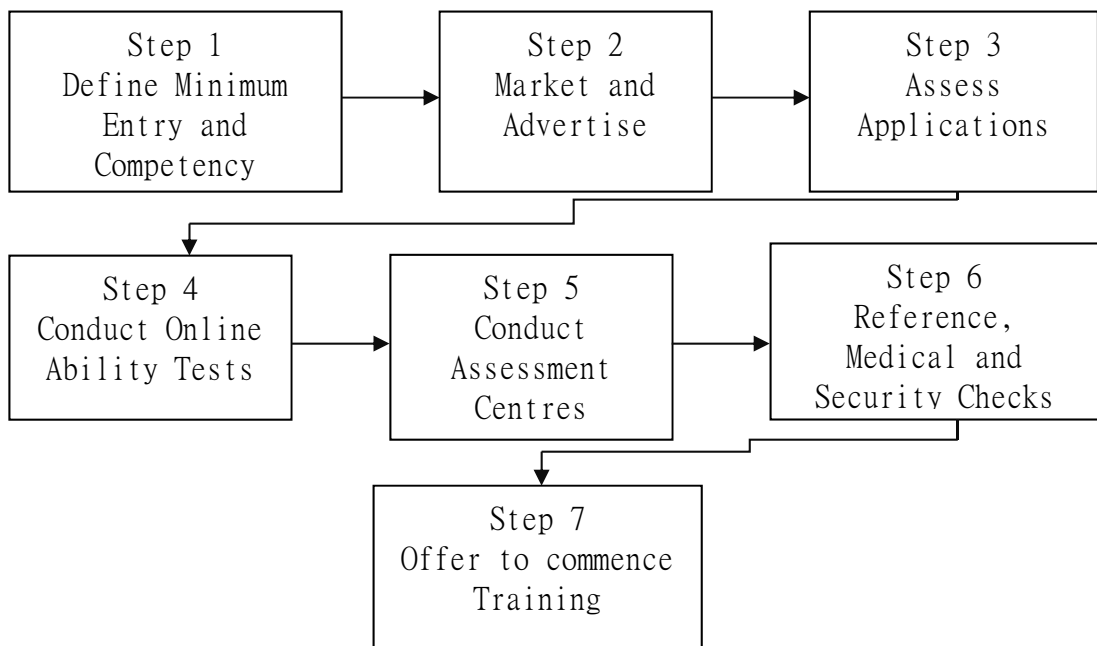 Step 1
Define Minimum
Entry and
Competency
Step 2
Market and
Advertise
Step 3
Assess
Applications
Step 4
Conduct Online
Ability Tests
Step 5
Conduct
Assessment
Centres
Step 6
Reference,
Medical and
Security Checks
Step 7
Offer to commence
Training